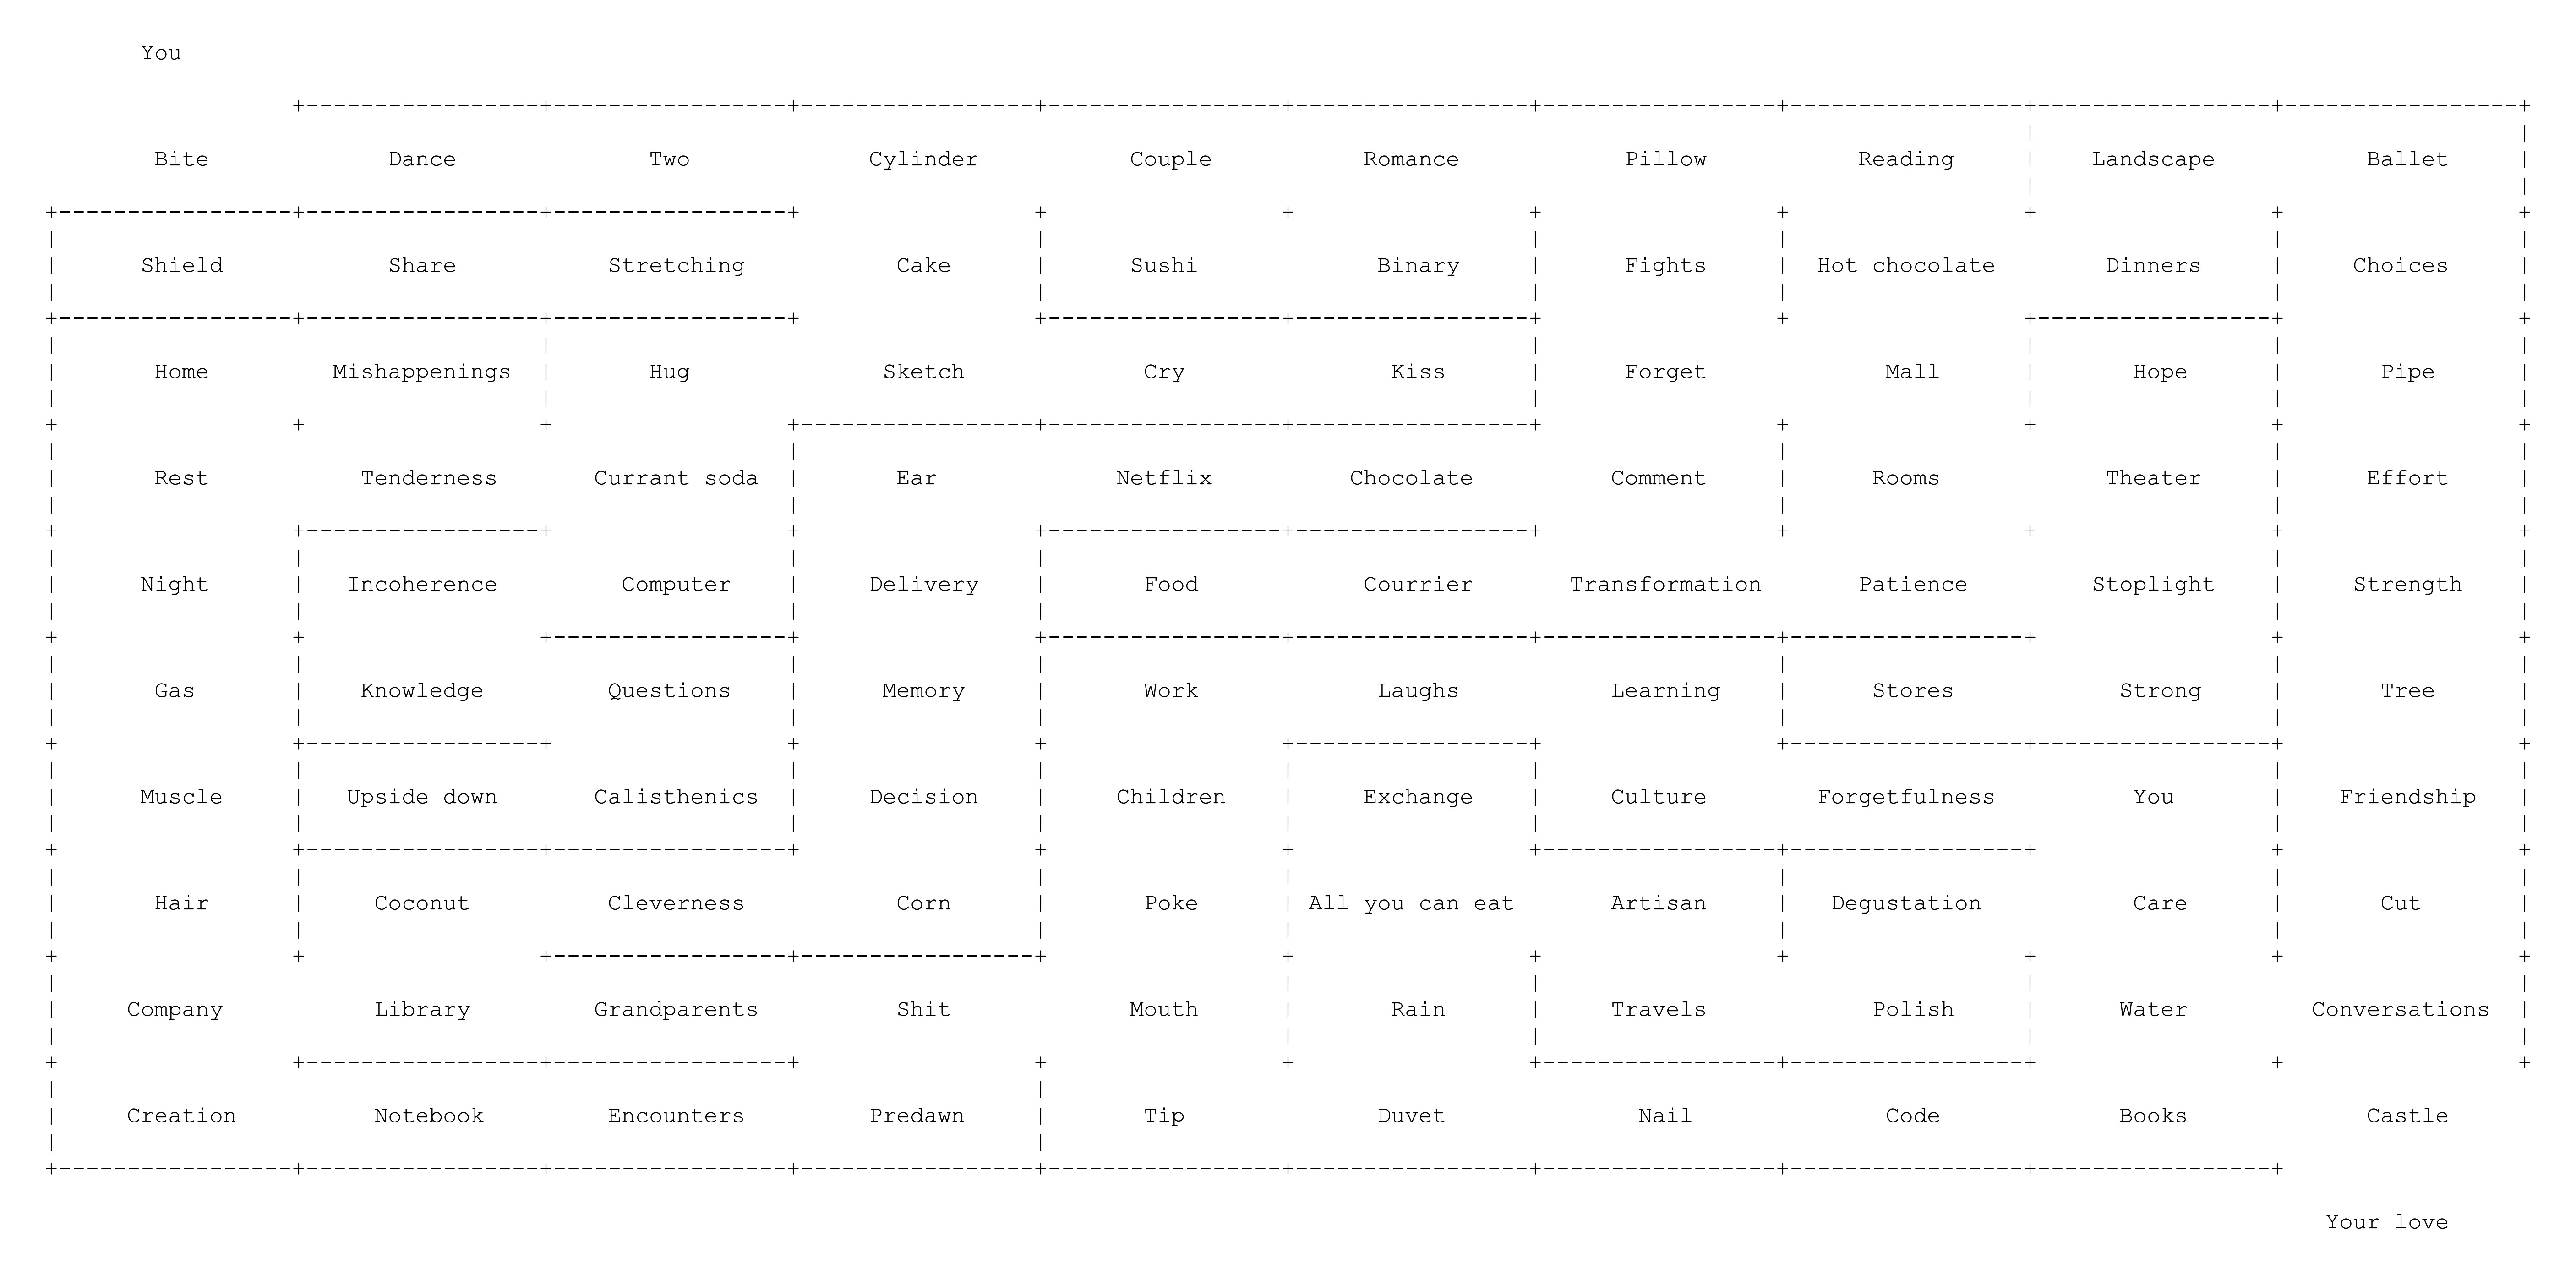 You
Bite Dance Two Cylinder Couple Romance Pillow Reading Landscape Ballet
Shield Share Stretching Cake Sushi Binary Fights Hot chocolate Dinners Choices
Home Mishappenings Hug Sketch Cry Kiss Forget Mall Hope Pipe
Rest Tenderness Currant soda Ear Netflix Chocolate Comment Rooms Theater Effort
Night Incoherence Computer Delivery Food Courrier Transformation Patience Stoplight Strength
Gas Knowledge Questions Memory Work Laughs Learning Stores Strong Tree
Muscle Upside down Calisthenics Decision Children Exchange Culture Forgetfulness You Friendship
Hair Coconut Cleverness Corn Poke All you can eat Artisan Degustation Care Cut
Company Library Grandparents Shit Mouth Rain Travels Polish Water Conversations
Creation Notebook Encounters Predawn Tip Duvet Nail Code Books Castle
Your love